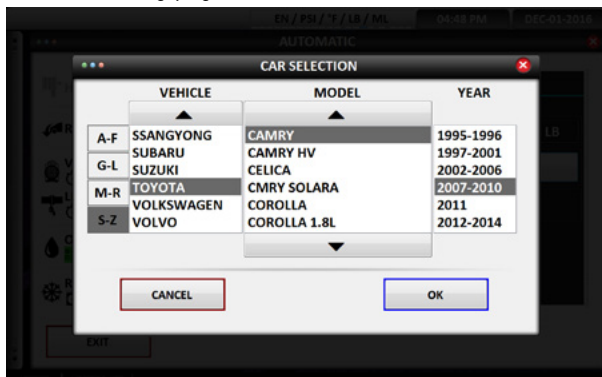 EN / PSI / °F / LB / ML 04:48 PM DEC-01-2016
AUTOMATIC
CAR SELECTION
VEHICLE MODEL YEAR
A-F
G-L
M-R
S-Z
SSANGYONG
SUBARU
SUZUKI
TOYOTA
VOLKSWAGEN
VOLVO
CAMRY
CAMRY HV
CELICA
CMRY SOLARA
COROLLA
COROLLA 1.8L
1995-1996
1997-2001
2002-2006
2007-2010
2011
2012-2014
LB
CANCEL OK
EXIT